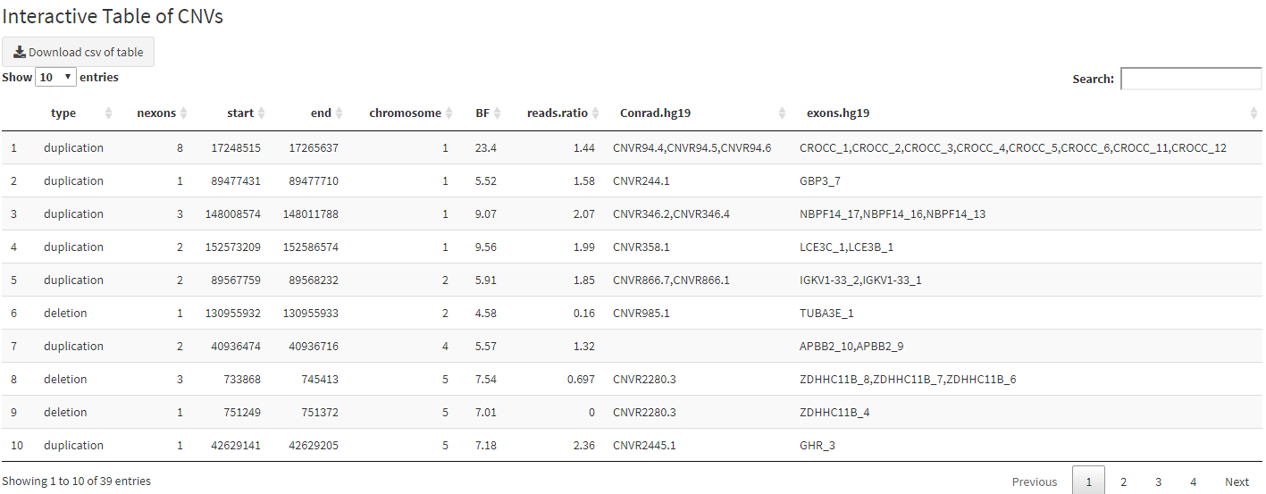 Interactive Table of CNVs
Download csv of table
Show 10 entries Search:
type nexons start end chromosome BF reads.ratio Conrad.hg19 exons.hg19
1 duplication 8 17248515 17265637 1 23.4 1.44 CNVR94.4,CNVR94.5,CNVR94.6 CROCC_1,CROCC_2,CROCC_3,CROCC_4,CROCC_5,CROCC_6,CROCC_11,CROCC_12
2 duplication 1 89477431 89477710 1 5.52 1.58 CNVR244.1 GBP3_7
3 duplication 3 148008574 148011788 1 9.07 2.07 CNVR346.2,CNVR346.4 NBPF14_17,NBPF14_16,NBPF14_13
4 duplication 2 152573209 152586574 1 9.56 1.99 CNVR358.1 LCE3C_1,LCE3B_1
5 duplication 2 89567759 89568232 2 5.91 1.85 CNVR866.7,CNVR866.1 IGKV1-33_2,IGKV1-33_1
6 deletion 1 130955932 130955933 2 4.58 0.16 CNVR985.1 TUBA3E_1
7 duplication 2 40936474 40936716 4 5.57 1.32 APBB2_10,APBB2_9
8 deletion 3 733868 745413 5 7.54 0.697 CNVR2280.3 ZDHHC11B_8,ZDHHC11B_7,ZDHHC11B_6
9 deletion 1 751249 751372 5 7.01 0 CNVR2280.3 ZDHHC11B_4
10 duplication 1 42629141 42629205 5 7.18 2.36 CNVR2445.1 GHR_3
Showing 1 to 10 of 39 entries Previous 1 2 3 4 Next